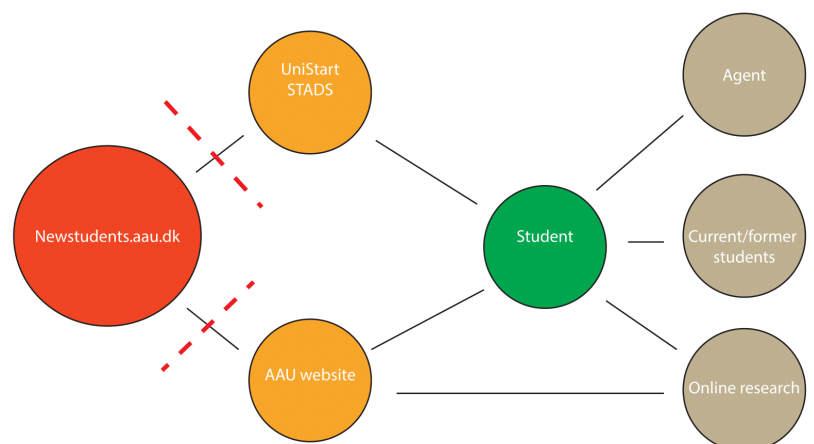 UniStart
STADS
Agent
Newstudents.aau.dk
Student
Current/former
students
AAU website
Online research